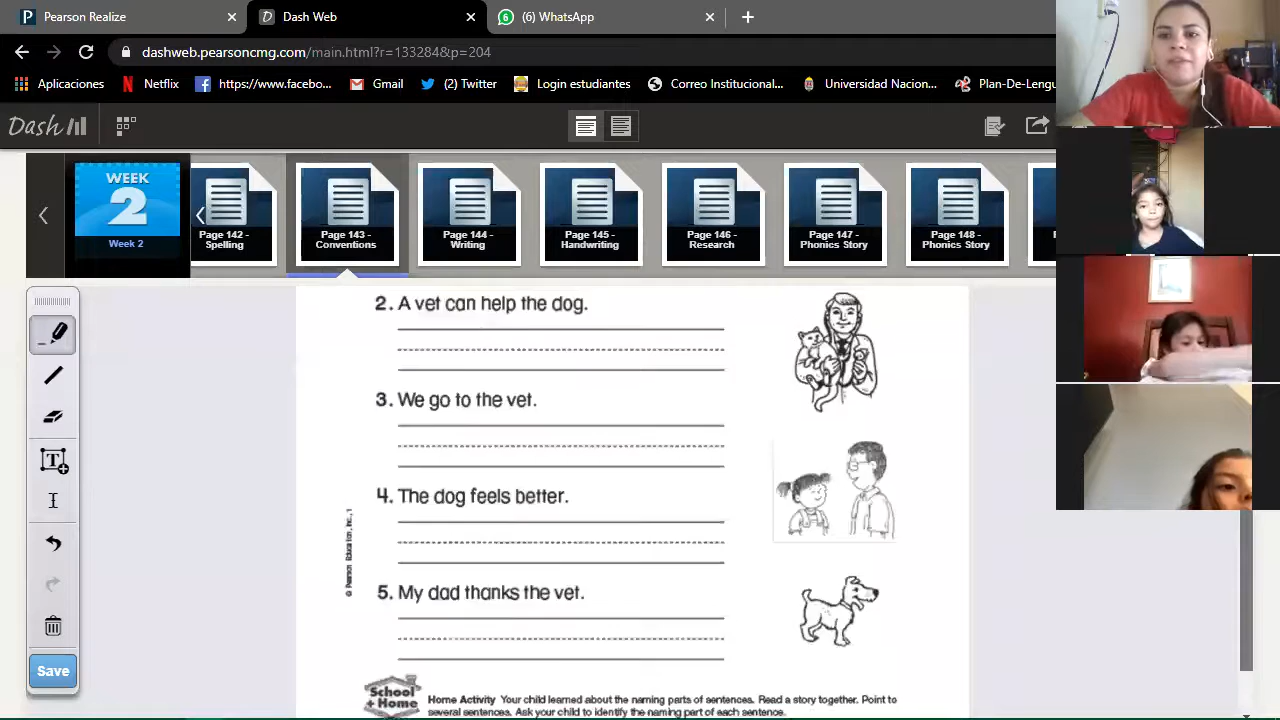 Pearson Realize
Dash Web
(6) WhatsApp
dashweb.pearsoncmg.com/main.html?r=133284&p=204
Aplicaciones
Netflix
https://www.facebo...
Gmail
(2) Twitter
Login estudiantes
Correo Institucional...
Universidad Nacion...
Plan-De-Lengu
Dash
WEEK
2
Week 2
Page 142 -
Spelling
Page 143 -
Conventions
Page 144 -
Writing
Page 145 -
Handwriting
Page 146 -
Research
Page 147 -
Phonics Story
Page 148 -
Phonics Story
2. A vet can help the dog.
3. We go to the vet.
4. The dog feels better.
5. My dad thanks the vet.
© Pearson Education, Inc., 1
Save
School
+ Home
Home Activity Your child learned about the naming parts of sentences. Read a story together. Point to
several sentences. Ask your child to identify the naming part of each sentence.